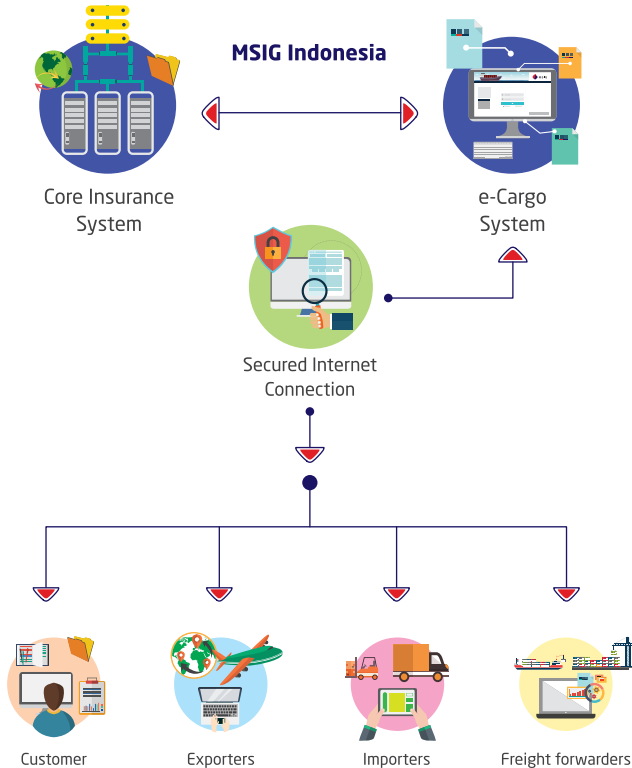 MSIG Indonesia
Core Insurance
System
e-Cargo
System
Secured Internet
Connection
Customer
Exporters
Importers
Freight forwarders